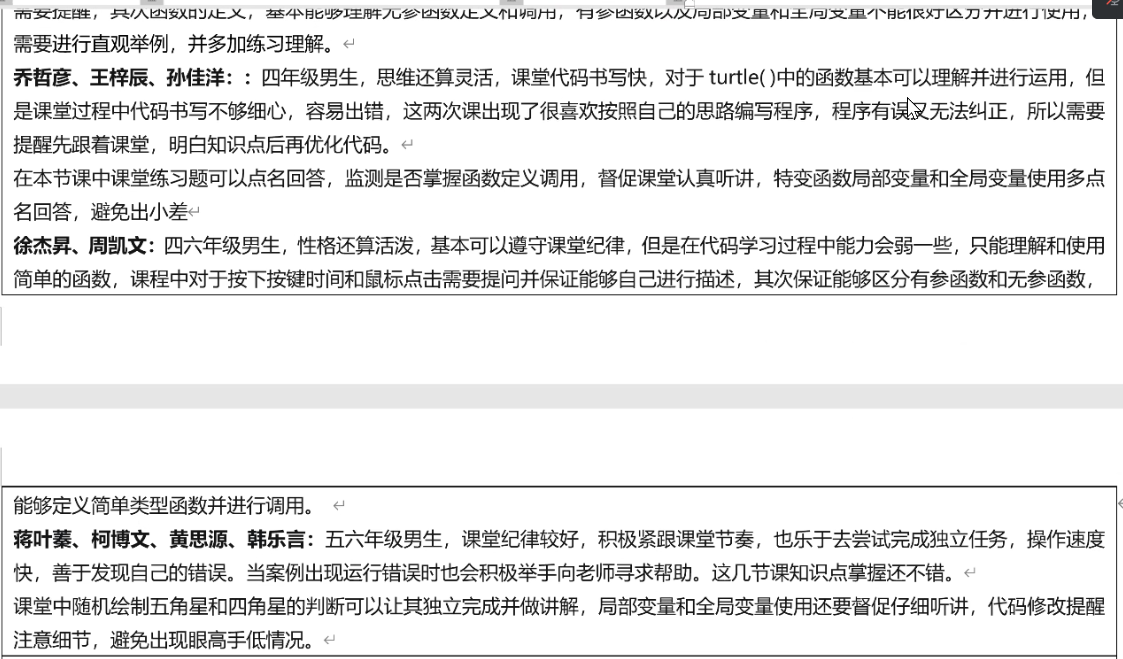 需要提醒，其次函数的定义，基本能够理解无参函数定义和调用，有参函数以及局部变量和全局变量不能很好区分并进行使用，
需要进行直观举例，并多加练习理解。
乔哲彦、王梓辰、孙佳洋：：四年级男生，思维还算灵活，课堂代码书写快，对于 turtle( )中的函数基本可以理解并进行运用，但
是课堂过程中代码书写不够细心，容易出错，这两次课出现了很喜欢按照自己的思路编写程序，程序有误又无法纠正，所以需要
提醒先跟着课堂，明白知识点后再优化代码。
在本节课中课堂练习题可以点名回答，监测是否掌握函数定义调用，督促课堂认真听讲，特变函数局部变量和全局变量使用多点
名回答，避免出小差
徐杰昇、周凯文：四六年级男生，性格还算活泼，基本可以遵守课堂纪律，但是在代码学习过程中能力会弱一些，只能理解和使用
简单的函数，课程中对于按下按键时间和鼠标点击需要提问并保证能够自己进行描述，其次保证能够区分有参函数和无参函数，
能够定义简单类型函数并进行调用。
蒋叶蓁、柯博文、黄思源、韩乐言：五六年级男生，课堂纪律较好，积极紧跟课堂节奏，也乐于去尝试完成独立任务，操作速度
快，善于发现自己的错误。当案例出现运行错误时也会积极举手向老师寻求帮助。这几节课知识点掌握还不错。
课堂中随机绘制五角星和四角星的判断可以让其独立完成并做讲解，局部变量和全局变量使用还要督促仔细听讲，代码修改提醒
注意细节，避免出现眼高手低情况。